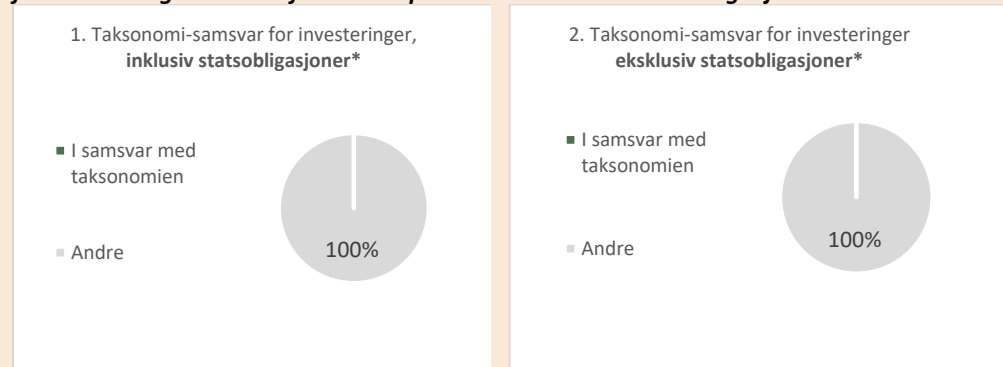 1. Taksonomi-samsvar for investeringer,
inklusiv statsobligasjoner*
I samsvar med
taksonomien
Andre
100%
2. Taksonomi-samsvar for investeringer
eksklusiv statsobligasjoner*
I samsvar med
taksonomien
Andre
100%